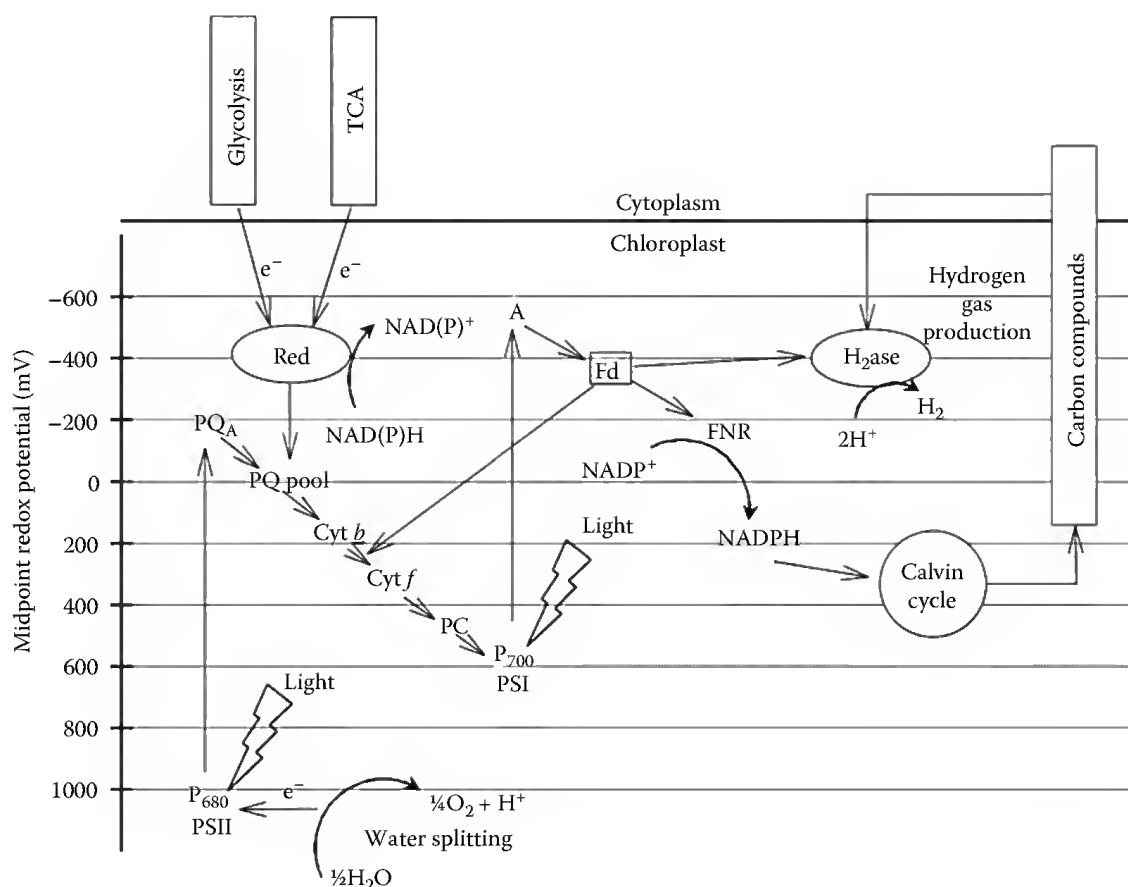 Glycolysis
TCA
Cytoplasm
Chloroplast
e⁻
e⁻
Midpoint redox potential (mV)
−600
−400
−200
0
200
400
600
800
1000
Red
NAD(P)⁺
NAD(P)H
PQ_A
PQ pool
Cyt b
Cyt f
PC
P₇₀₀
PSI
Light
A
Fd
FNR
NADP⁺
NADPH
H₂ase
Hydrogen
gas
production
2H⁺
H₂
Calvin
cycle
Carbon compounds
Light
P₆₈₀
PSII
e⁻
¼O₂ + H⁺
Water splitting
½H₂O